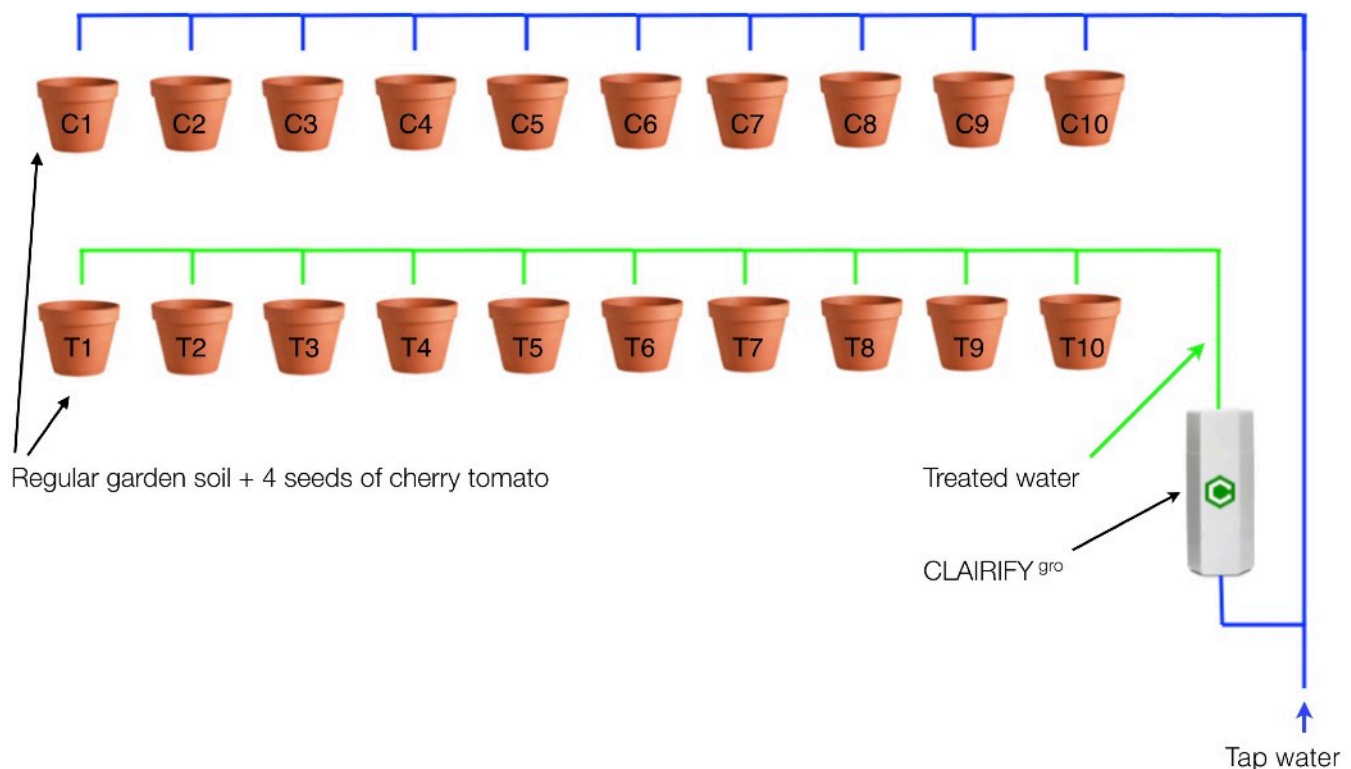 C1 C2 C3 C4 C5 C6 C7 C8 C9 C10
T1 T2 T3 T4 T5 T6 T7 T8 T9 T10
Regular garden soil + 4 seeds of cherry tomato
Treated water
CLAIRIFY gro
Tap water